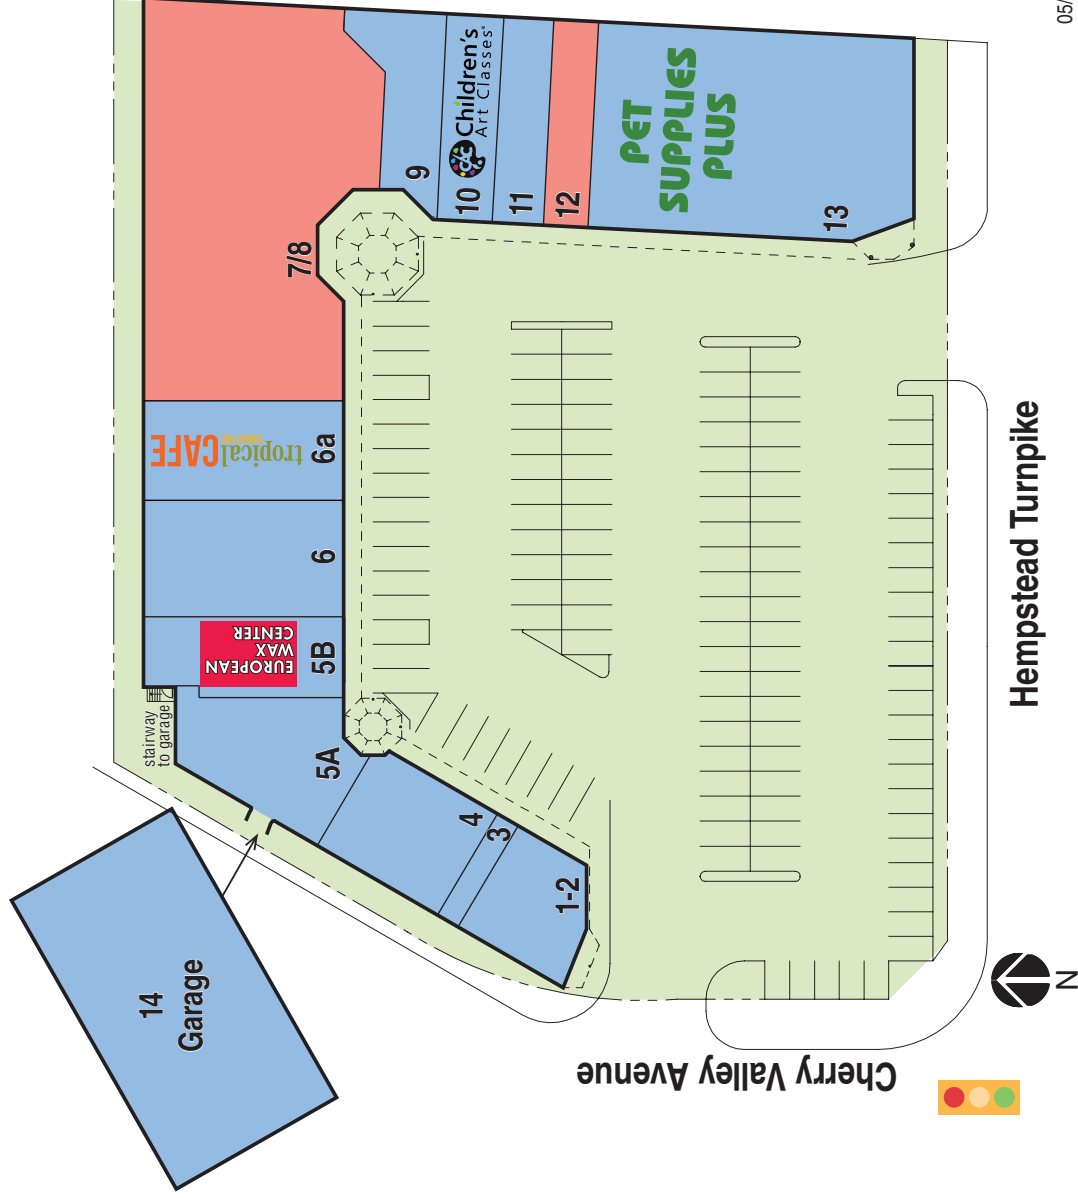 05/
9
10
Children's
Art Classes
11
12
PET
SUPPLIES
PLUS
13
7/8
tropical
CAFE
6a
6
EUROPEAN
WAX
CENTER
5B
stairway
to garage
5A
4
3
1-2
14
Garage
Hempstead Turnpike
Cherry Valley Avenue
N